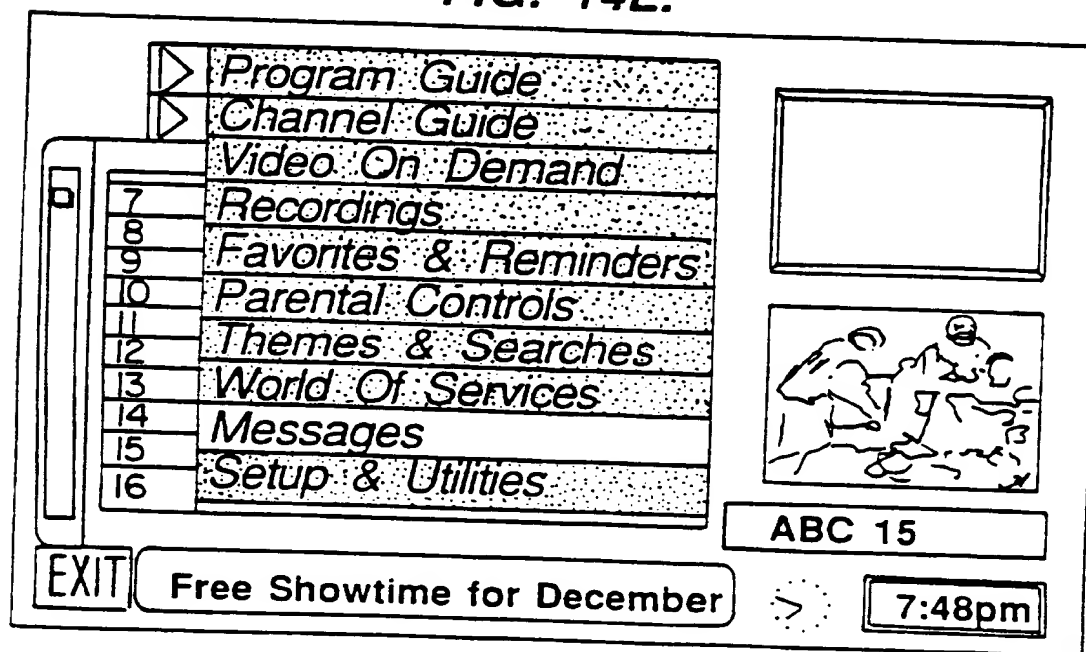 FIG. 14E.
Program Guide
Channel Guide
Video On Demand
7 Recordings
8
9 Favorites & Reminders
10 Parental Controls
11
12 Themes & Searches
13 World Of Services
14 Messages
15
16 Setup & Utilities
ABC 15
EXIT Free Showtime for December 7:48pm